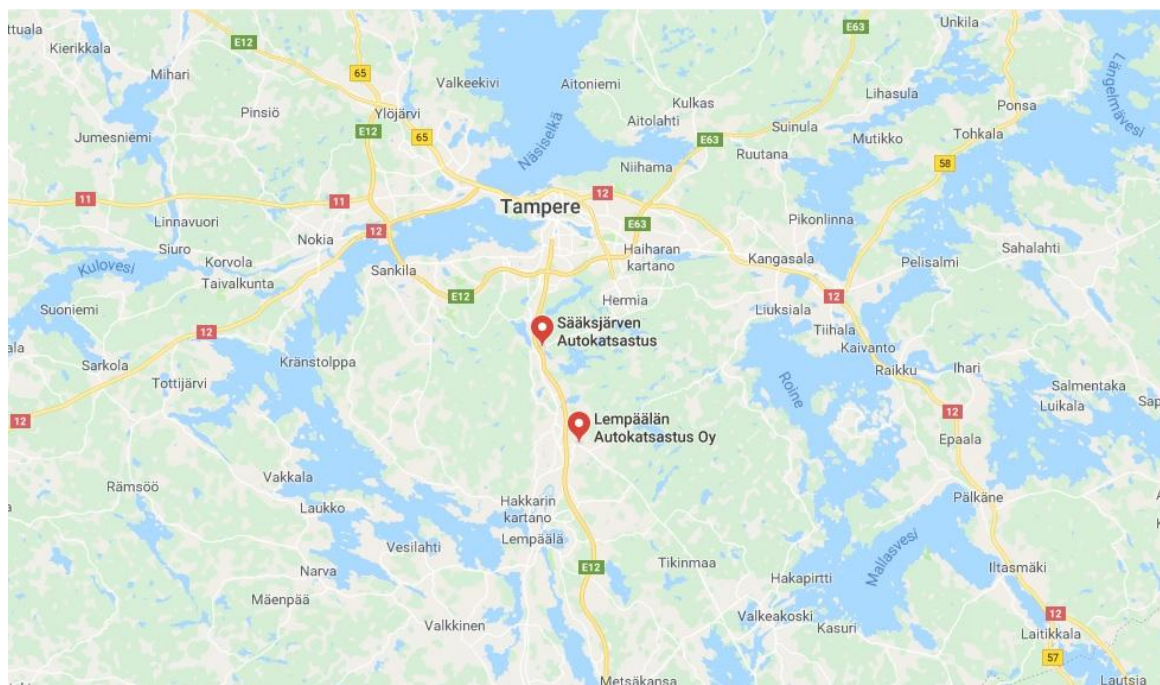 Unkila
ttuala
Kierikkala
E12
E63
Mihari
65
Valkeekivi
Aitoniemi
Längelmävesi
Lihasula
Ponsa
Pinsiö
Ylöjärvi
Kulkas
Aitolahti
Suinula
Jumesniemi
E12
65
Näsiselkä
E63
Mutikko
Tohkala
Ruutana
Niihama
58
11
11
12
Tampere
Linnavuori
Nokia
12
E63
Pikonlinna
Siuro
Korvola
Sankila
Haiharan
kartano
Kangasala
Pelisalmi
Sahalahti
Kulovesi
Taivalkunta
E12
Hermia
Liuksiala
12
Suoniemi
Sääksjärven
Autokatsastus
Tiihala
Kaivanto
12
ala
Sarkola
Kränstolppa
Raikku
Ihari
Tottijärvi
Roine
Salmentaka
Luikala
Sap
12
12
Lempäälän
Autokatsastus Oy
Epaala
Rämsöö
Vakkala
Hakkarin
kartano
Pälkäne
Laukko
Lempäälä
Vesilahti
Mallasvesi
Narva
E12
Tikinmaa
Hakapirtti
Iltasmäki
Mäenpää
Valkkinen
Valkeakoski
Kasuri
12
Laitikkala
57
Metsäkansa
Lautsia